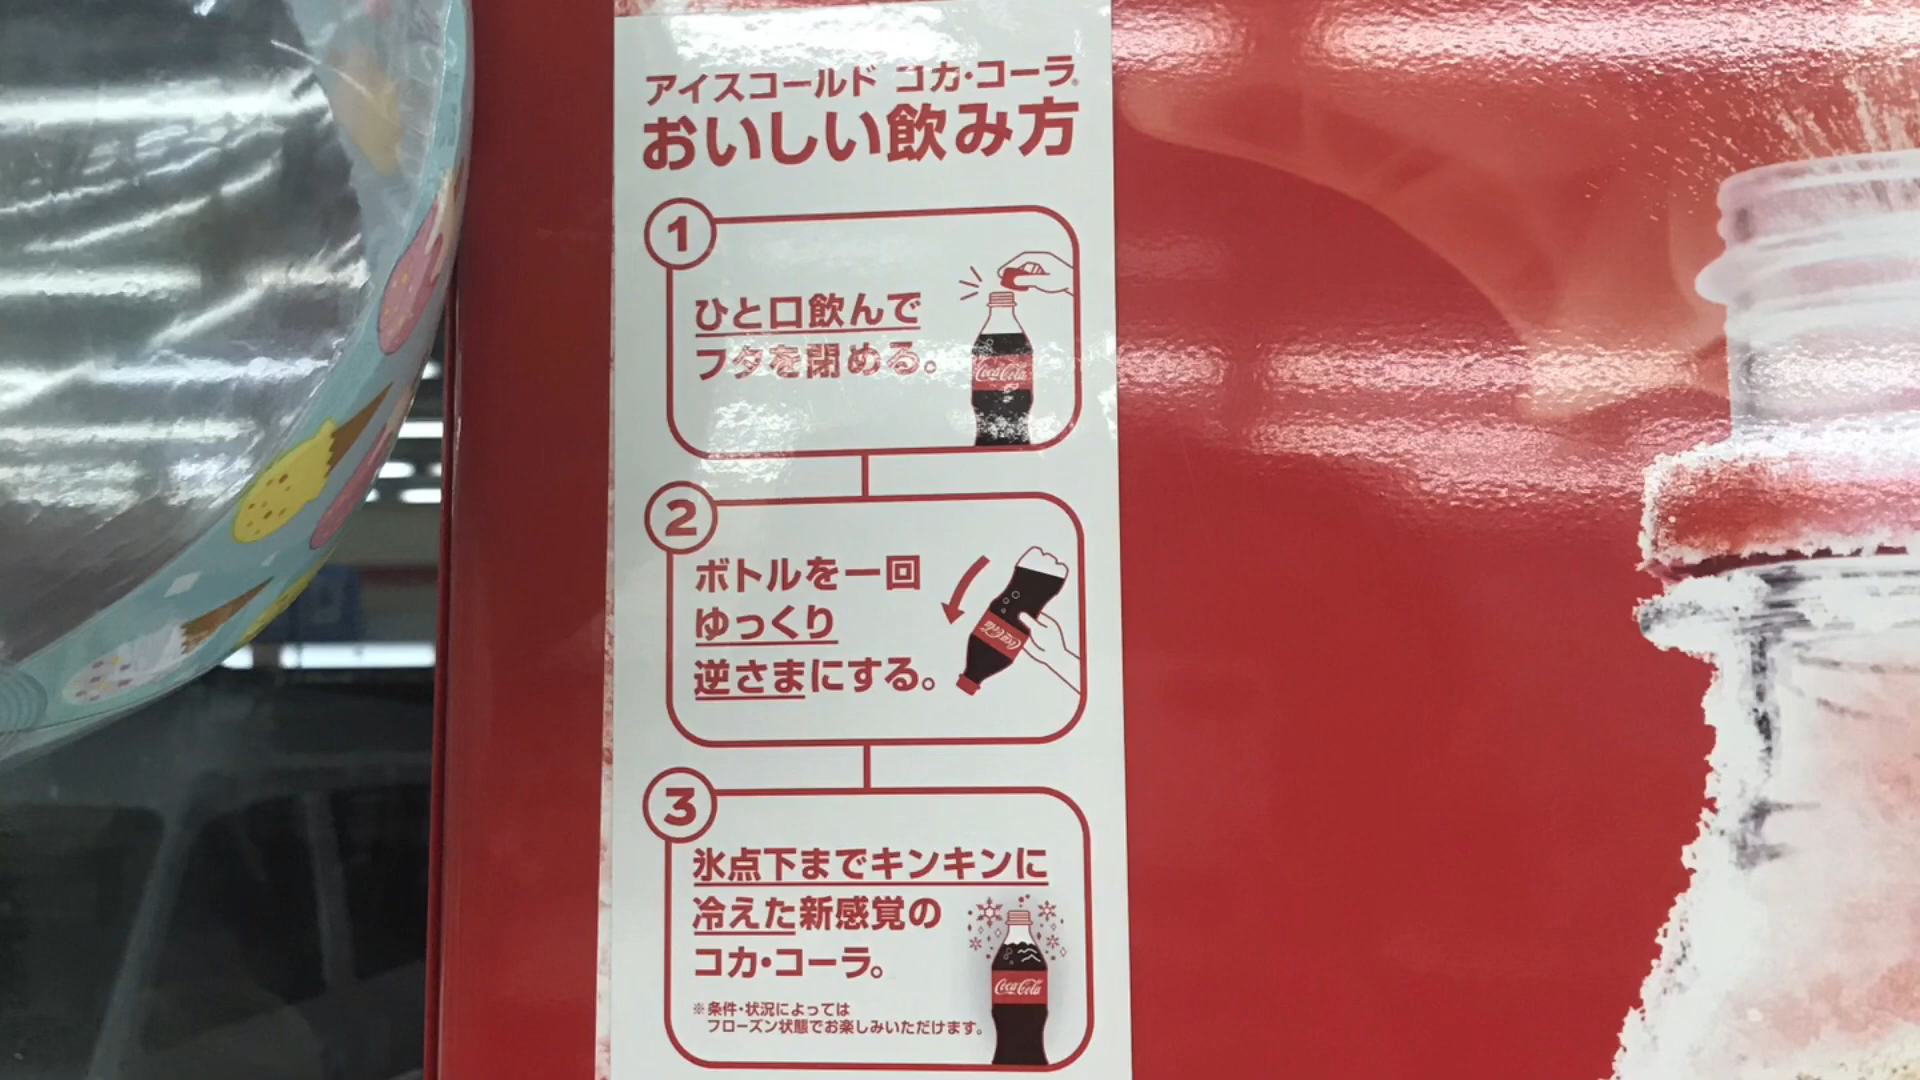 アイスコールド コカ・コーラ®
おいしい飲み方
1
ひと口飲んで
フタを閉める。
Coca-Cola
2
ボトルを一回
ゆっくり
逆さまにする。
Coca-Cola
3
氷点下までキンキンに
冷えた新感覚の
コカ・コーラ。
Coca-Cola
※条件・状況によっては
フローズン状態でお楽しみいただけます。